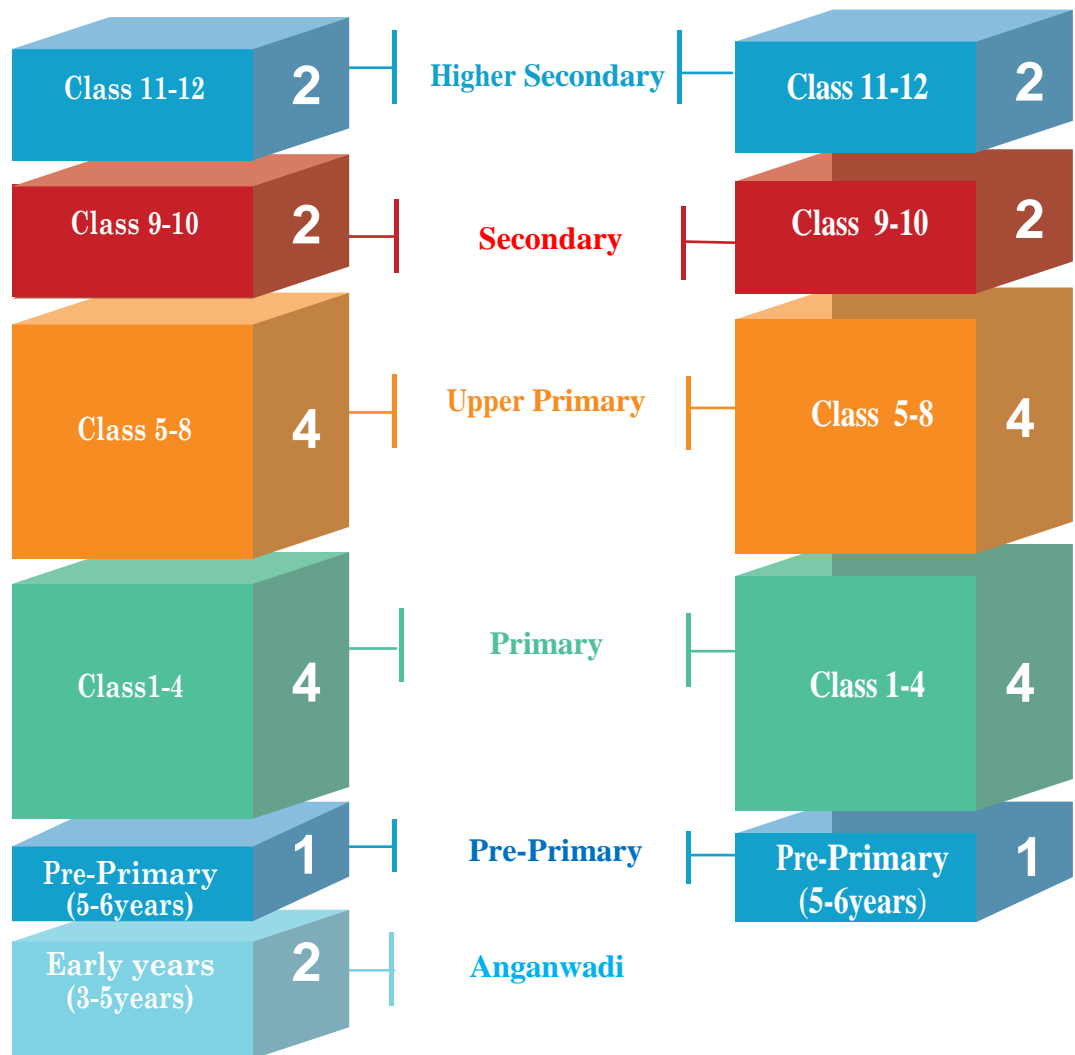 Class 11-12
2
Higher Secondary
Class 11-12
2
Class 9-10
2
Secondary
Class 9-10
2
Class 5-8
4
Upper Primary
Class 5-8
4
Class1-4
4
Primary
Class 1-4
4
Pre-Primary
(5-6years)
1
Pre-Primary
Pre-Primary
(5-6years)
1
Early years
(3-5years)
2
Anganwadi